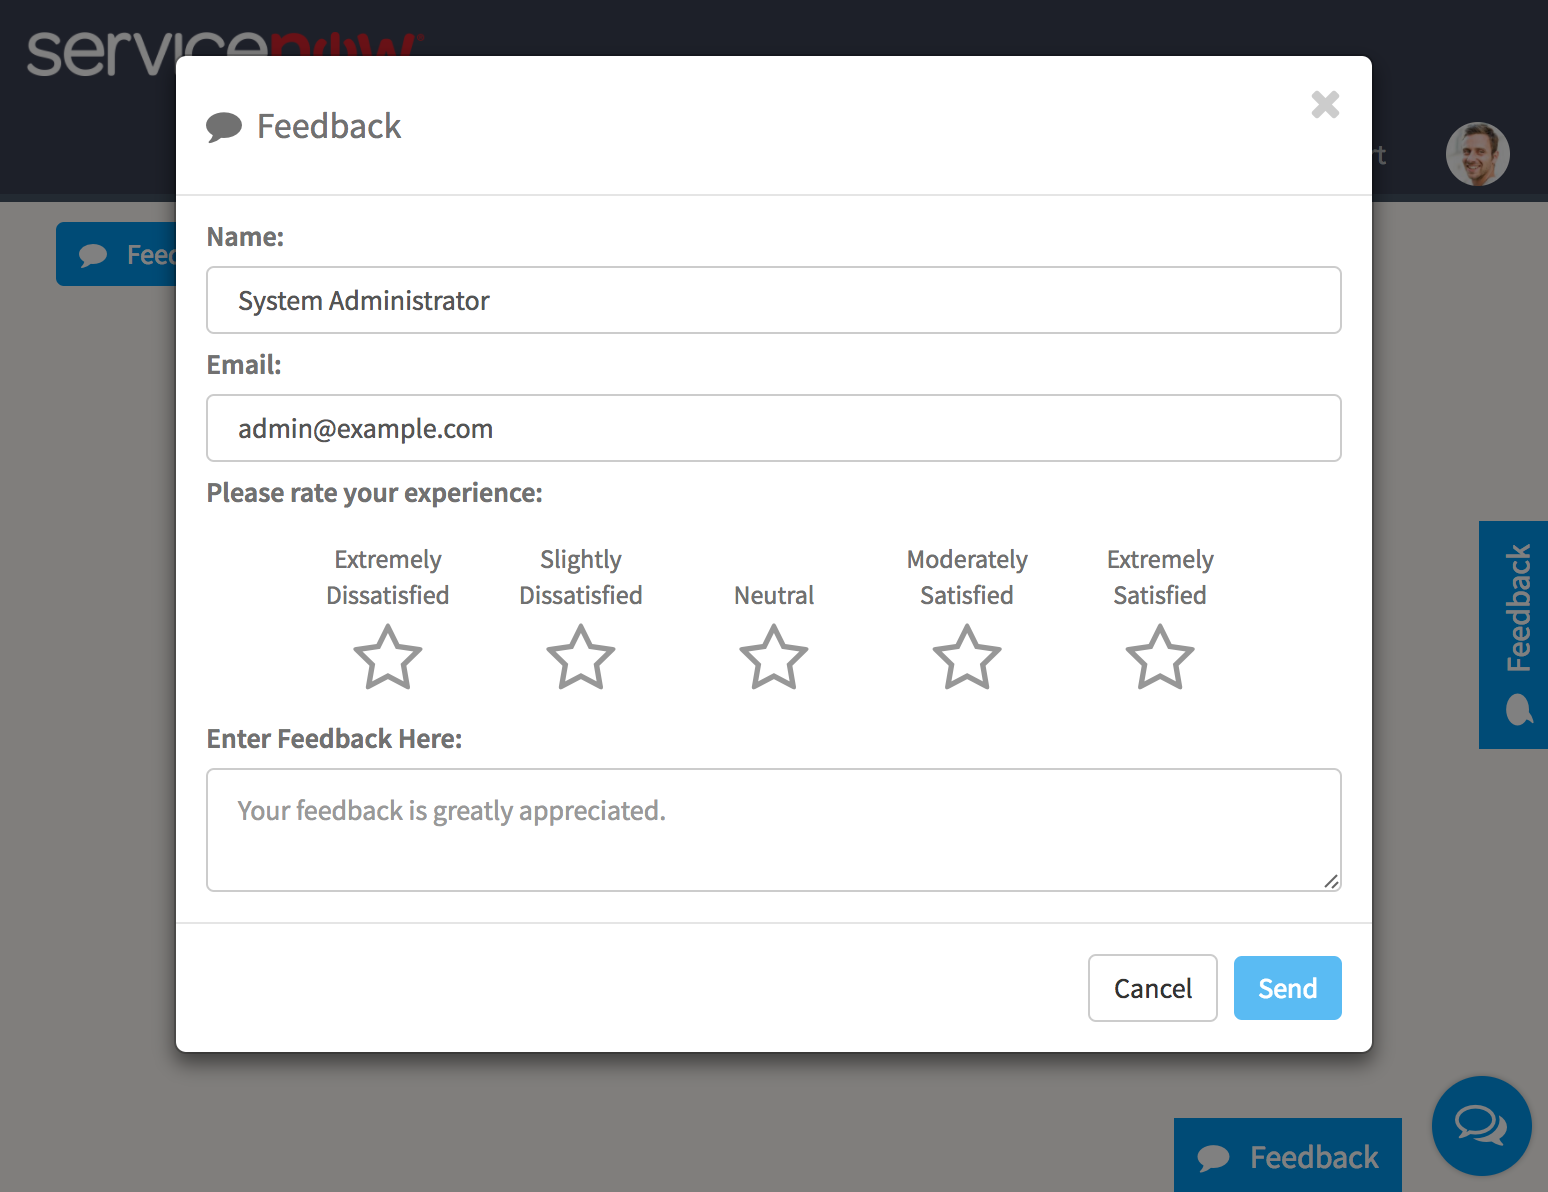 servicenow
Feedback
rt
Feed
Name:
System Administrator
Email:
admin@example.com
Please rate your experience:
Extremely Dissatisfied
Slightly Dissatisfied
Neutral
Moderately Satisfied
Extremely Satisfied
Feedback
Enter Feedback Here:
Your feedback is greatly appreciated.
Cancel
Send
Feedback